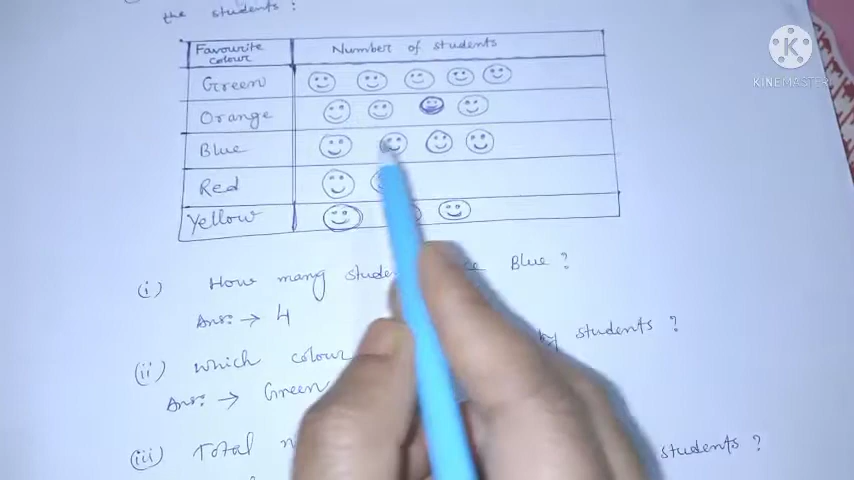 the students :
Favourite colour Number of students
Green
Orange
Blue
Red
Yellow
(i) How many Blue ?
Ans: → 4
(ii) which colour by students ?
Ans: → Green
(iii) Total students ?
KINEMASTER